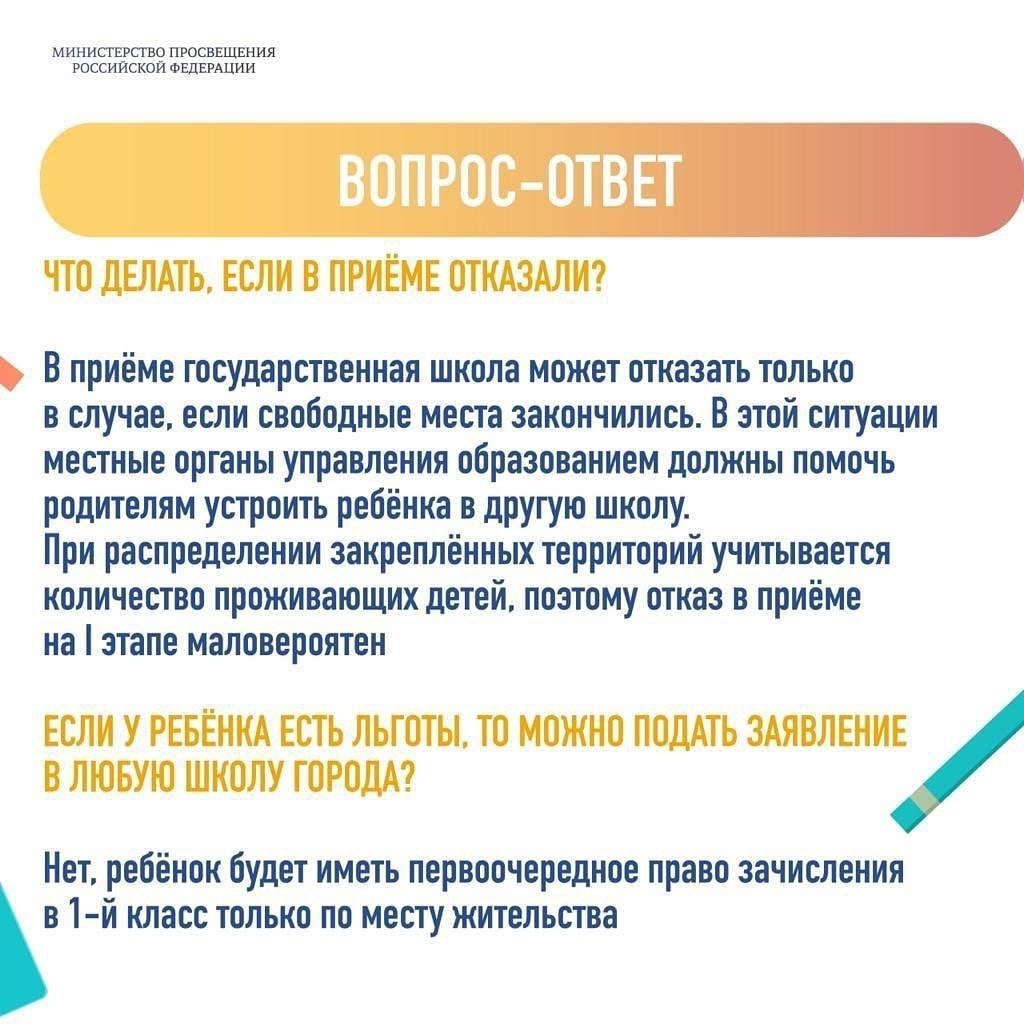 МИНИСТЕРСТВО ПРОСВЕЩЕНИЯ
РОССИЙСКОЙ ФЕДЕРАЦИИ
ВОПРОС-ОТВЕТ
ЧТО ДЕЛАТЬ, ЕСЛИ В ПРИЁМЕ ОТКАЗАЛИ?
В приёме государственная школа может отказать только
в случае, если свободные места закончились. В этой ситуации
местные органы управления образованием должны помочь
родителям устроить ребёнка в другую школу.
При распределении закреплённых территорий учитывается
количество проживающих детей, поэтому отказ в приёме
на I этапе маловероятен
ЕСЛИ У РЕБЁНКА ЕСТЬ ЛЬГОТЫ, ТО МОЖНО ПОДАТЬ ЗАЯВЛЕНИЕ
В ЛЮБУЮ ШКОЛУ ГОРОДА?
Нет, ребёнок будет иметь первоочередное право зачисления
в 1-й класс только по месту жительства